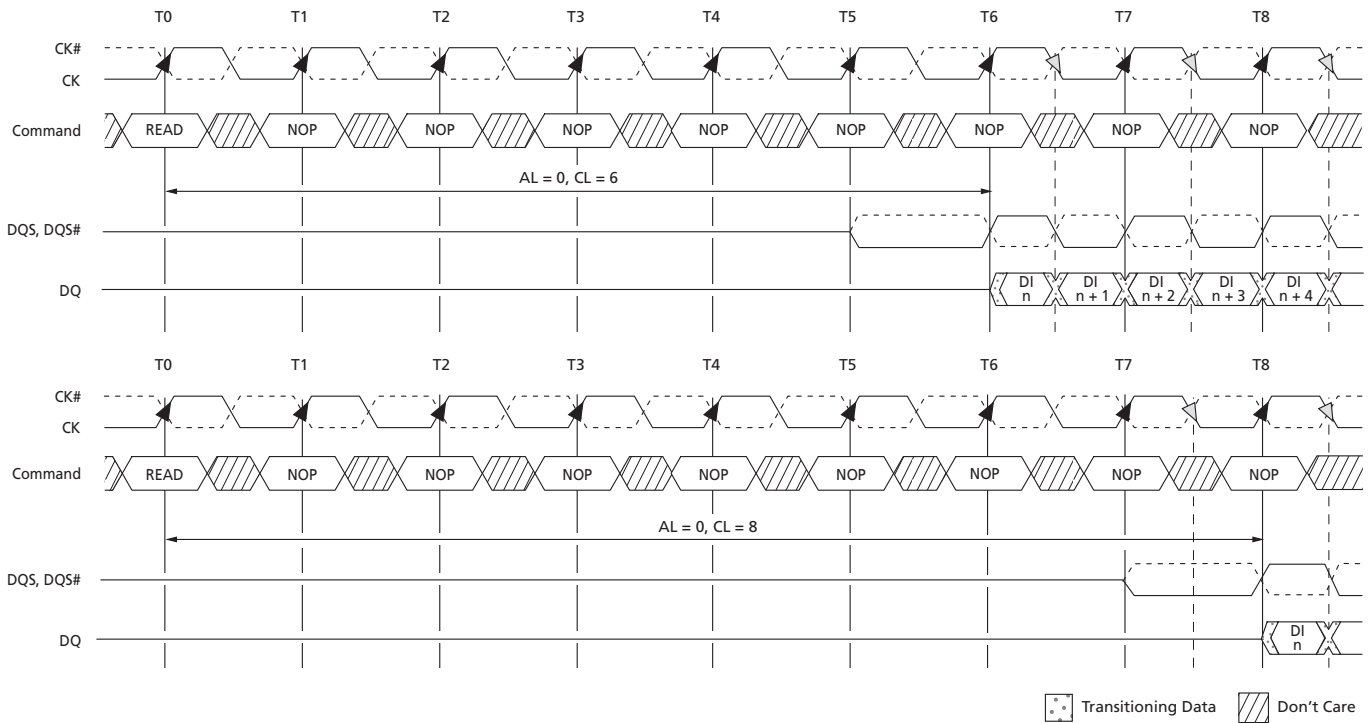 T0 T1 T2 T3 T4 T5 T6 T7 T8
CK#
CK
Command READ NOP NOP NOP NOP NOP NOP NOP NOP
AL = 0, CL = 6
DQS, DQS#
DQ DI n DI n + 1 DI n + 2 DI n + 3 DI n + 4
T0 T1 T2 T3 T4 T5 T6 T7 T8
CK#
CK
Command READ NOP NOP NOP NOP NOP NOP NOP NOP
AL = 0, CL = 8
DQS, DQS#
DQ DI n
Transitioning Data Don't Care